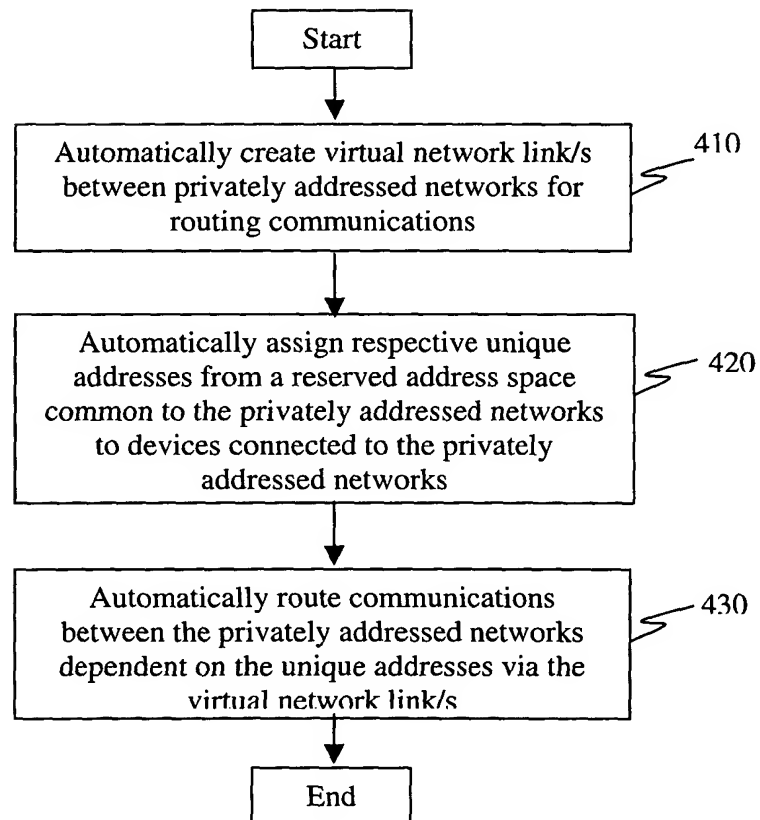 Start
Automatically create virtual network link/s
between privately addressed networks for
routing communications
410
Automatically assign respective unique
addresses from a reserved address space
common to the privately addressed networks
to devices connected to the privately
addressed networks
420
Automatically route communications
between the privately addressed networks
dependent on the unique addresses via the
virtual network link/s
430
End